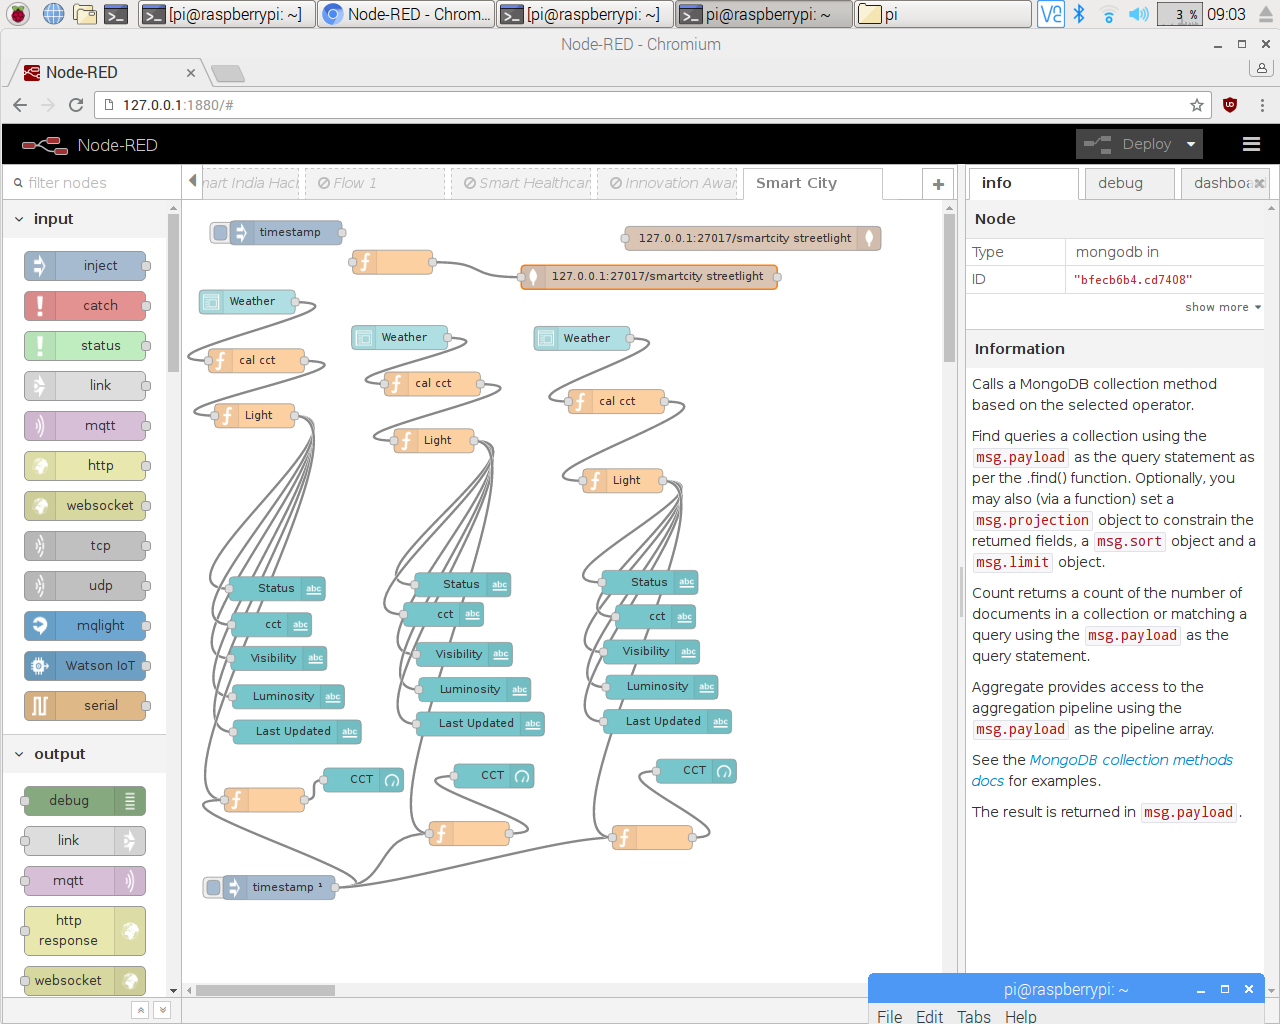 [pi@raspberrypi: ~]
Node-RED - Chrom...
[pi@raspberrypi: ~]
pi@raspberrypi: ~
pi
3 %
09:03
Node-RED - Chromium
Node-RED
127.0.0.1:1880/#
Node-RED
Deploy
filter nodes
mart India Hac
Flow 1
Smart Healthcar
Innovation Awar
Smart City
info
debug
dashboa
input
inject
catch
status
link
mqtt
http
websocket
tcp
udp
mqlight
Watson IoT
serial
output
debug
link
mqtt
http
response
websocket
timestamp
127.0.0.1:27017/smartcity streetlight
127.0.0.1:27017/smartcity streetlight
Weather
Weather
Weather
cal cct
cal cct
cal cct
Light
Light
Light
Status abc
Status abc
Status abc
cct abc
cct abc
cct abc
Visibility abc
Visibility abc
Visibility abc
Luminosity abc
Luminosity abc
Luminosity abc
Last Updated abc
Last Updated abc
Last Updated abc
CCT
CCT
CCT
timestamp ¹
Node
Type mongodb in
ID "bfecb6b4.cd7408"
show more
Information
Calls a MongoDB collection method
based on the selected operator.
Find queries a collection using the
msg.payload as the query statement as
per the .find() function. Optionally, you
may also (via a function) set a
msg.projection object to constrain the
returned fields, a msg.sort object and a
msg.limit object.
Count returns a count of the number of
documents in a collection or matching a
query using the msg.payload as the
query statement.
Aggregate provides access to the
aggregation pipeline using the
msg.payload as the pipeline array.
See the MongoDB collection methods
docs for examples.
The result is returned in msg.payload.
pi@raspberrypi: ~
File Edit Tabs Help